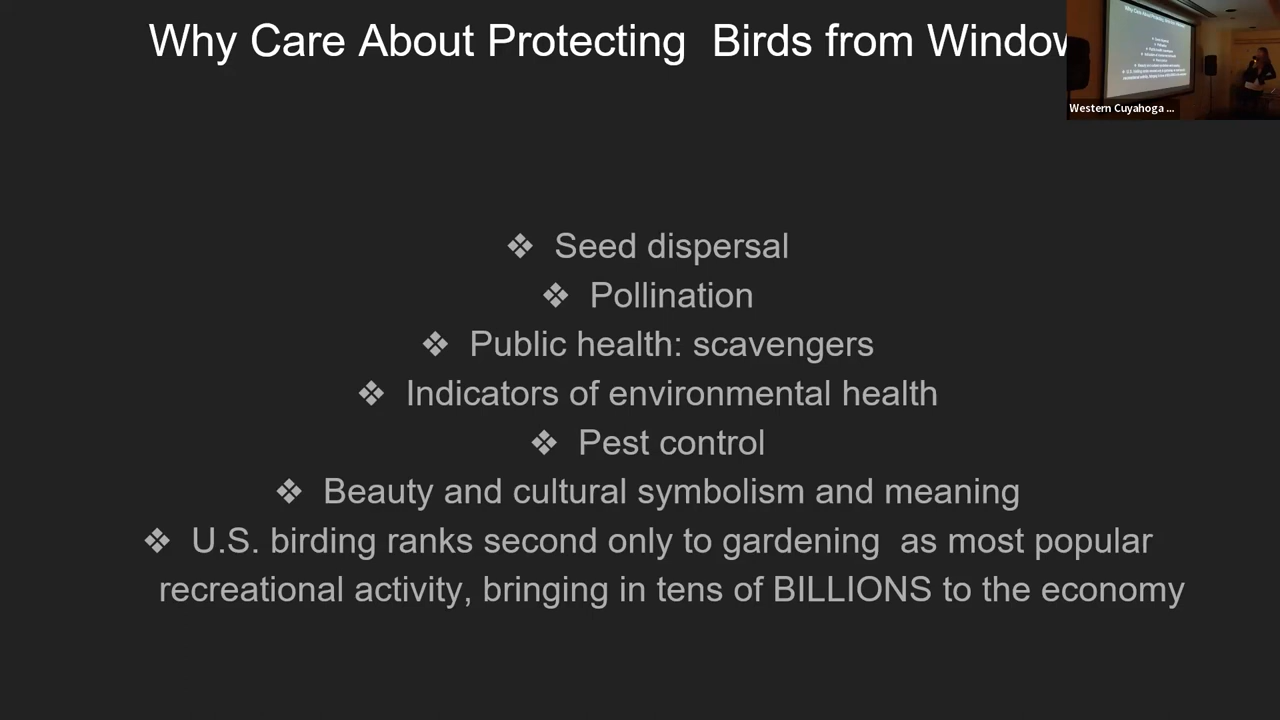 Why Care About Protecting  Birds from Window
Western Cuyahoga ...
❖ Seed dispersal
❖ Pollination
❖ Public health: scavengers
❖ Indicators of environmental health
❖ Pest control
❖ Beauty and cultural symbolism and meaning
❖ U.S. birding ranks second only to gardening  as most popular
recreational activity, bringing in tens of BILLIONS to the economy